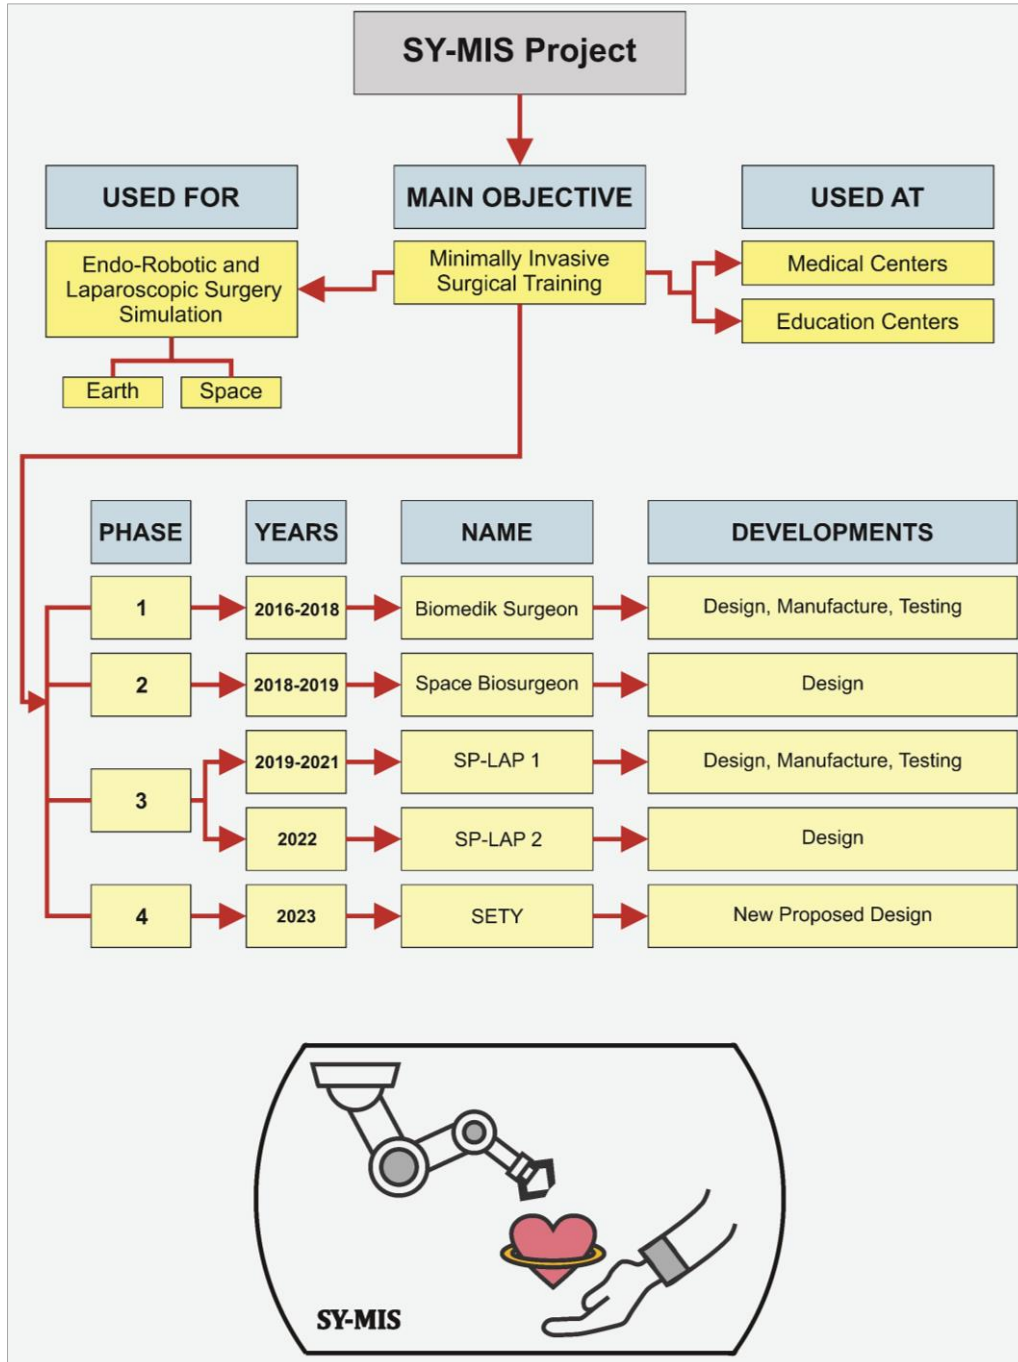 SY-MIS Project
USED FOR
MAIN OBJECTIVE
USED AT
Endo-Robotic and
Laparoscopic Surgery
Simulation
Earth
Space
Minimally Invasive
Surgical Training
Medical Centers
Education Centers
PHASE
YEARS
NAME
DEVELOPMENTS
1
2016-2018
Biomedik Surgeon
Design, Manufacture, Testing
2
2018-2019
Space Biosurgeon
Design
3
2019-2021
SP-LAP 1
Design, Manufacture, Testing
2022
SP-LAP 2
Design
4
2023
SETY
New Proposed Design
SY-MIS